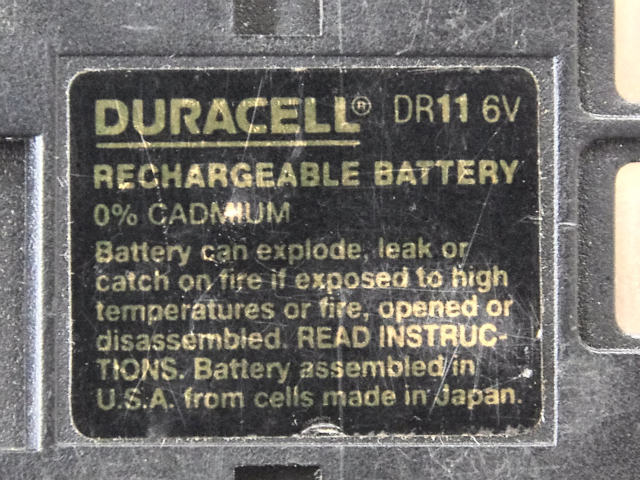 DURACELL® DR11 6V
RECHARGEABLE BATTERY
0% CADMIUM
Battery can explode, leak or
catch on fire if exposed to high
temperatures or fire, opened or
disassembled. READ INSTRUC-
TIONS. Battery assembled in
U.S.A. from cells made in Japan.